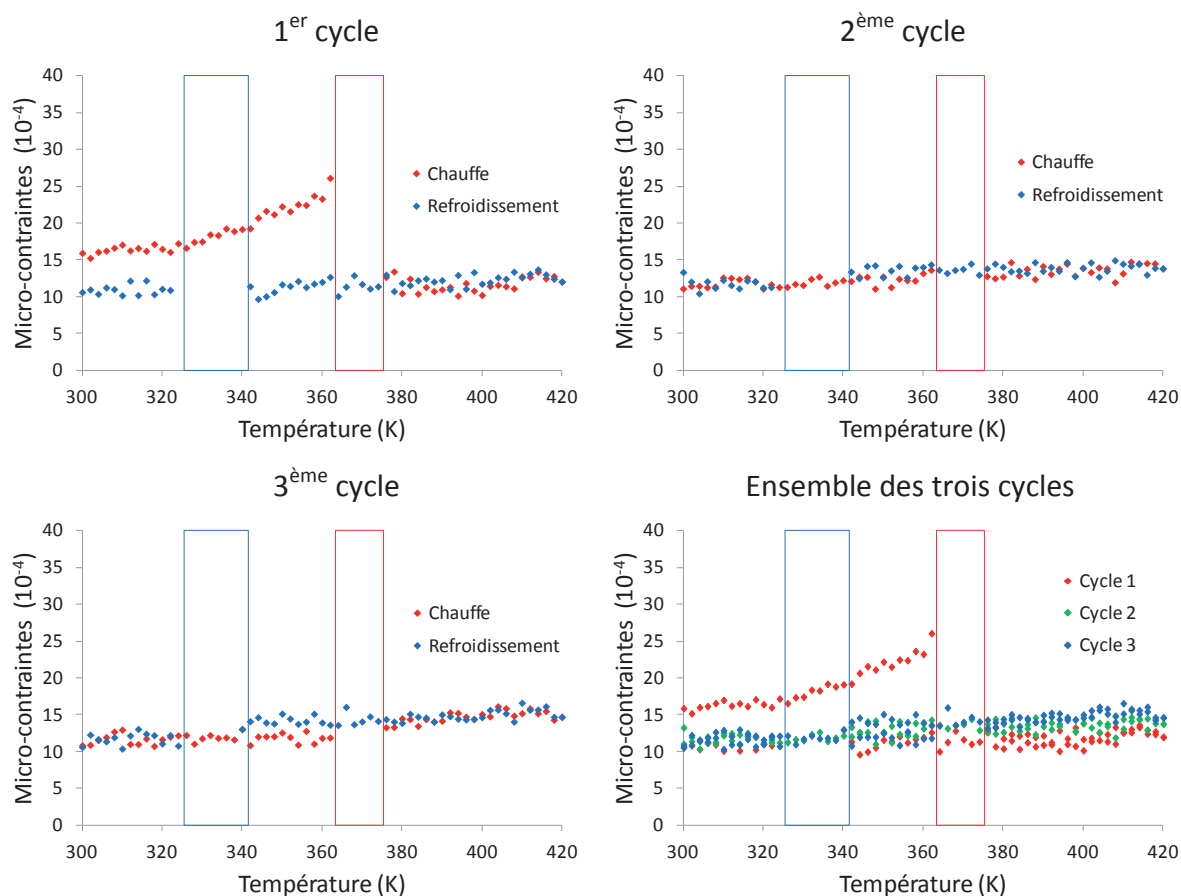 1er cycle
Micro-contraintes (10-4)
40
35
30
25
20
15
10
5
0
Chauffe
Refroidissement
300 320 340 360 380 400 420
Température (K)
2ème cycle
Micro-contraintes (10-4)
40
35
30
25
20
15
10
5
0
Chauffe
Refroidissement
300 320 340 360 380 400 420
Température (K)
3ème cycle
Micro-contraintes (10-4)
40
35
30
25
20
15
10
5
0
Chauffe
Refroidissement
300 320 340 360 380 400 420
Température (K)
Ensemble des trois cycles
Micro-contraintes (10-4)
40
35
30
25
20
15
10
5
0
Cycle 1
Cycle 2
Cycle 3
300 320 340 360 380 400 420
Température (K)